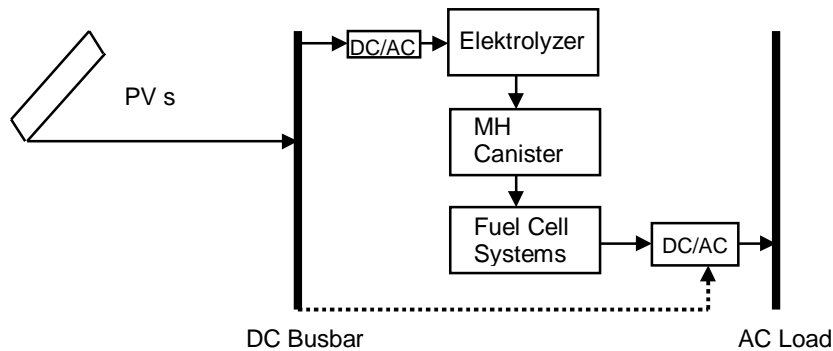 PV s
DC/AC
Elektrolyzer
MH
Canister
Fuel Cell
Systems
DC/AC
DC Busbar
AC Load